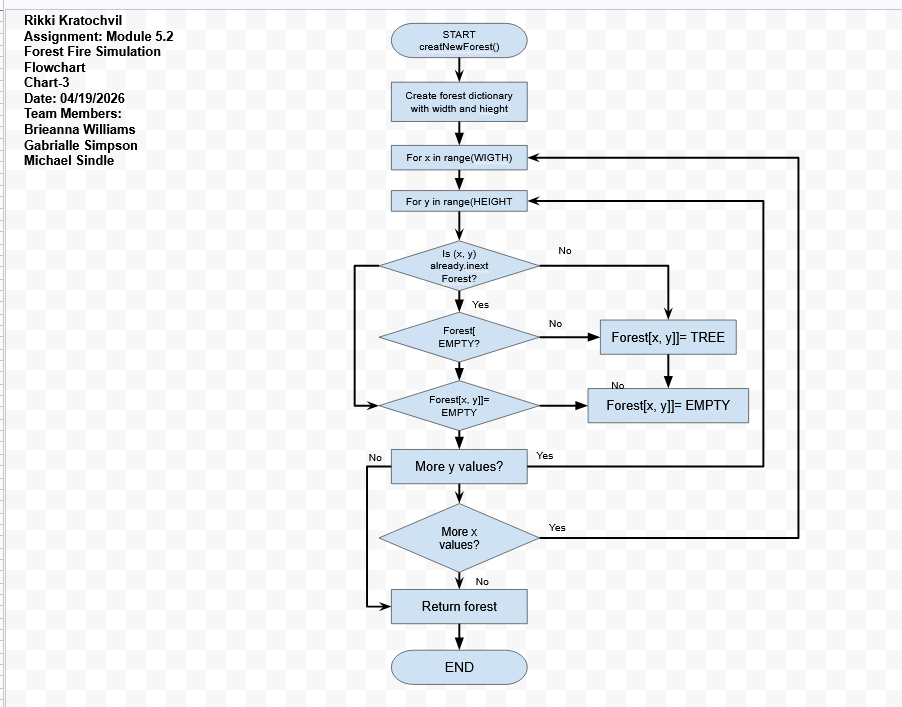 Rikki Kratochvil
Assignment: Module 5.2
Forest Fire Simulation
Flowchart
Chart-3
Date: 04/19/2026
Team Members:
Brieanna Williams
Gabrialle Simpson
Michael Sindle
START
creatNewForest()
Create forest dictionary
with width and hieght
For x in range(WIGTH)
For y in range(HEIGHT
Is (x, y)
already.inext
Forest?
No
Yes
Forest[
EMPTY?
No
Forest[x, y]]= TREE
Forest[x, y]]=
EMPTY
No
Forest[x, y]]= EMPTY
No
More y values?
Yes
More x
values?
Yes
No
Return forest
END